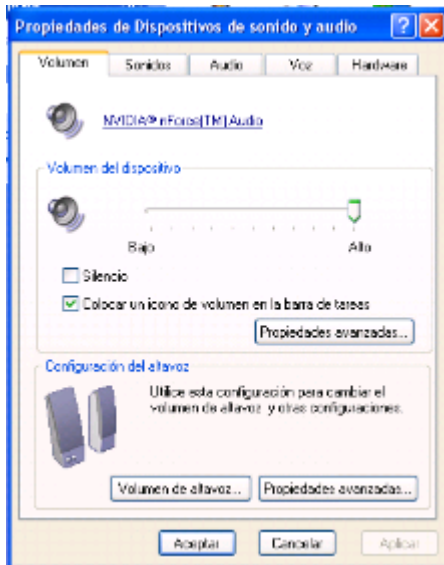 Propiedades de Dispositivos de sonido y audio
Volumen Sonidos Audio Voz Hardware
NVIDIA® nForce(TM) Audio
Volumen del dispositivo
Bajo Alto
Silencio
Colocar un icono de volumen en la barra de tareas
Propiedades avanzadas...
Configuración del altavoz
Utilice esta configuración para cambiar el
volumen de altavoz y otras configuraciones.
Volumen de altavoz... Propiedades avanzadas...
Aceptar Cancelar Aplicar